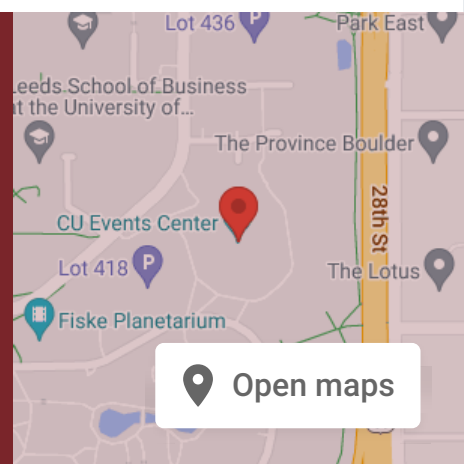 Lot 436
P
Park East
Leeds School of Business
at the University of...
The Province Boulder
28th St
CU Events Center
Lot 418
P
The Lotus
Fiske Planetarium
Open maps